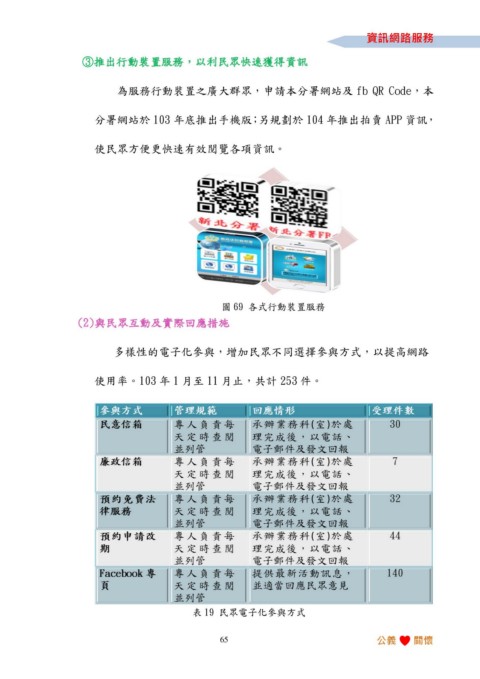 資訊網路服務
③推出行動裝置服務，以利民眾快速獲得資訊
為服務行動裝置之廣大群眾，申請本分署網站及 fb QR Code，本
分署網站於 103 年底推出手機版;另規劃於 104 年推出拍賣 APP 資訊，
使民眾方便更快速有效閱覽各項資訊。
新北分署
新北分署FB
圖 69 各式行動裝置服務
(2)與民眾互動及實際回應措施
多樣性的電子化參與，增加民眾不同選擇參與方式，以提高網路
使用率。103 年 1 月至 11 月止，共計 253 件。
參與方式 管理規範 回應情形 受理件數
民意信箱 專人負責每 承辦業務科(室)於處 30
天定時查閱 理完成後，以電話、
並列管 電子郵件及發文回報
廉政信箱 專人負責每 承辦業務科(室)於處 7
天定時查閱 理完成後，以電話、
並列管 電子郵件及發文回報
預約免費法 專人負責每 承辦業務科(室)於處 32
律服務 天定時查閱 理完成後，以電話、
並列管 電子郵件及發文回報
預約申請改 專人負責每 承辦業務科(室)於處 44
期 天定時查閱 理完成後，以電話、
並列管 電子郵件及發文回報
Facebook 專 專人負責每 提供最新活動訊息， 140
頁 天定時查閱 並適當回應民眾意見
並列管
表 19 民眾電子化參與方式
65
公義 ♥ 關懷